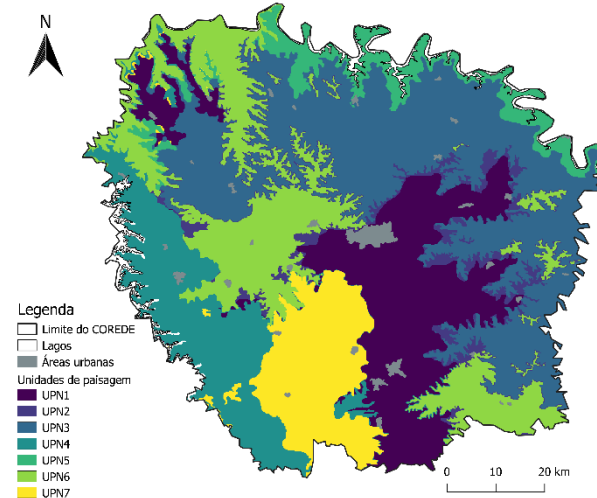 N
Legenda
Limite do COREDE
Lagos
Áreas urbanas
Unidades de paisagem
UPN1
UPN2
UPN3
UPN4
UPN5
UPN6
UPN7
0 10 20 km